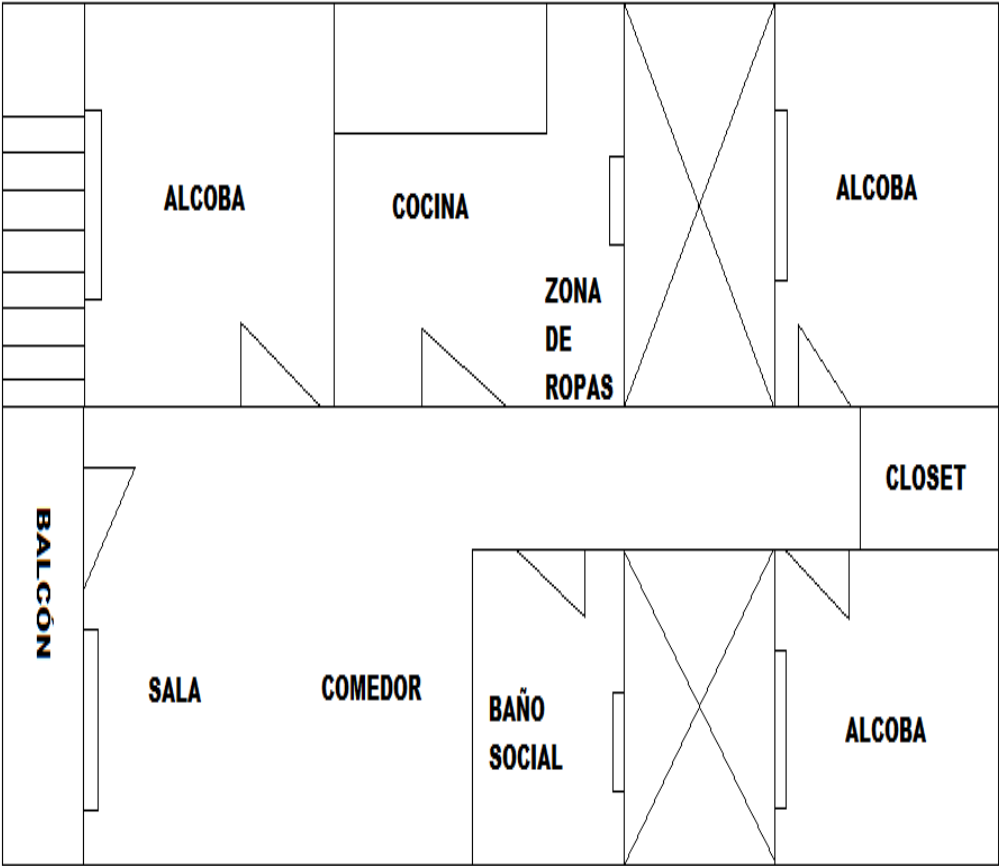 ALCOBA
COCINA
ZONA
DE
ROPAS
ALCOBA
CLOSET
BALCÓN
SALA
COMEDOR
BAÑO
SOCIAL
ALCOBA